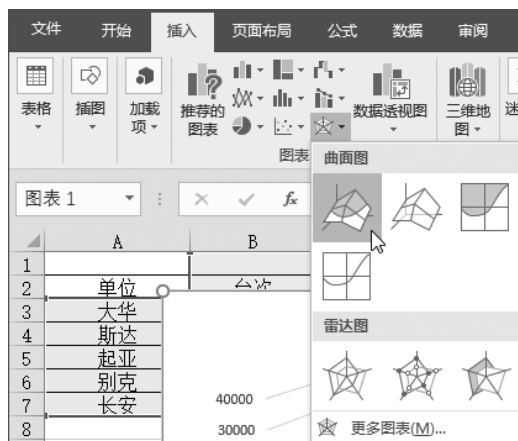 文件 开始 插入 页面布局 公式 数据 审阅
表格 插图 加载项 推荐的图表 数据透视图 三维地图 迷
图表
曲面图
图表 1 fx
A B
1
2 单位 台次
3 大华
4 斯达
5 起亚
6 别克
7 长安
8
40000
30000
雷达图
更多图表(M)...